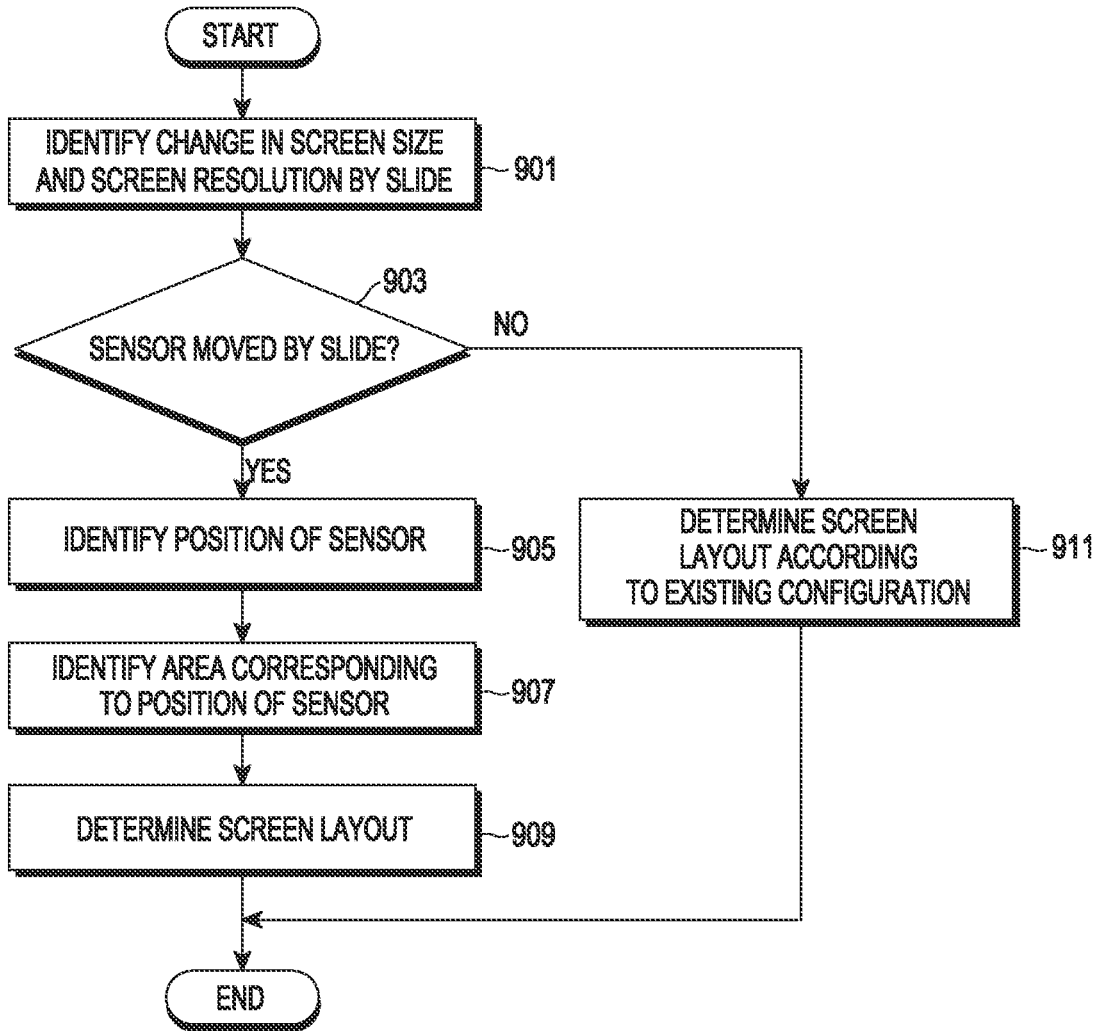 START
IDENTIFY CHANGE IN SCREEN SIZE
AND SCREEN RESOLUTION BY SLIDE
901
903
SENSOR MOVED BY SLIDE?
NO
YES
IDENTIFY POSITION OF SENSOR
905
DETERMINE SCREEN
LAYOUT ACCORDING
TO EXISTING CONFIGURATION
911
IDENTIFY AREA CORRESPONDING
TO POSITION OF SENSOR
907
DETERMINE SCREEN LAYOUT
909
END